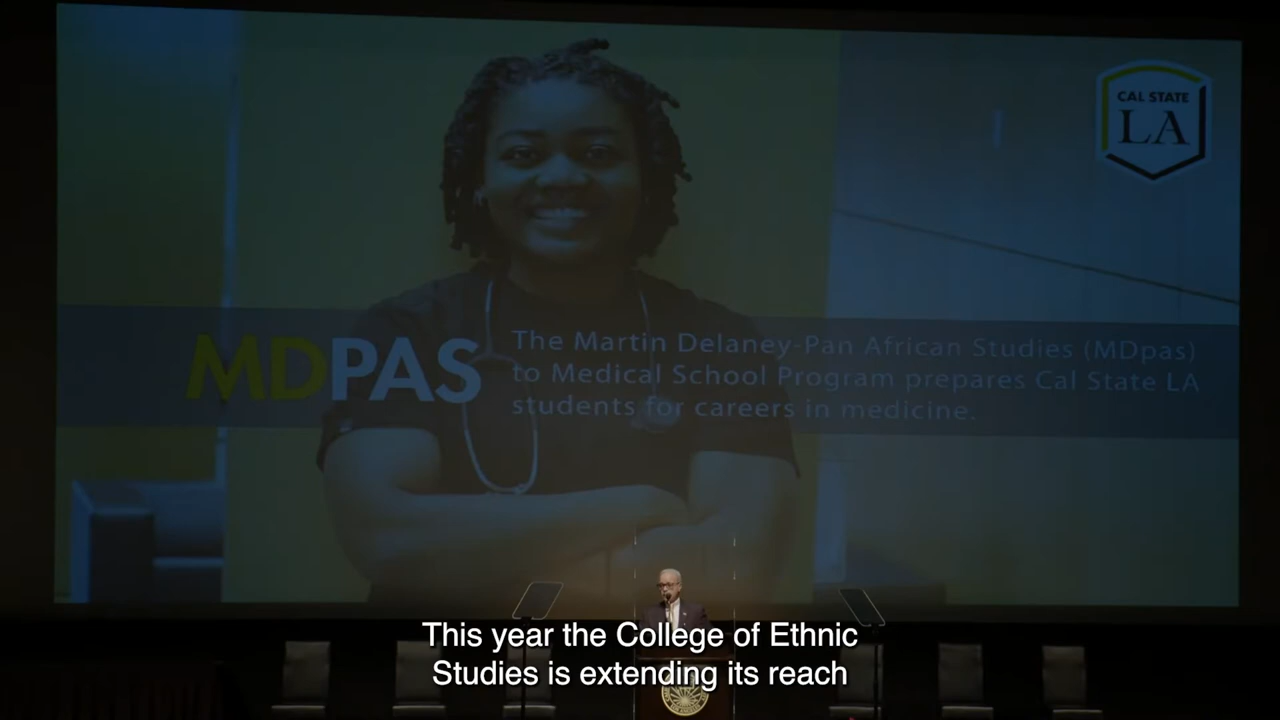 CAL STATE
LA
MDPAS
The Martin Delaney-Pan African Studies (MDpas)
to Medical School Program prepares Cal State LA
students for careers in medicine.
This year the College of Ethnic
Studies is extending its reach